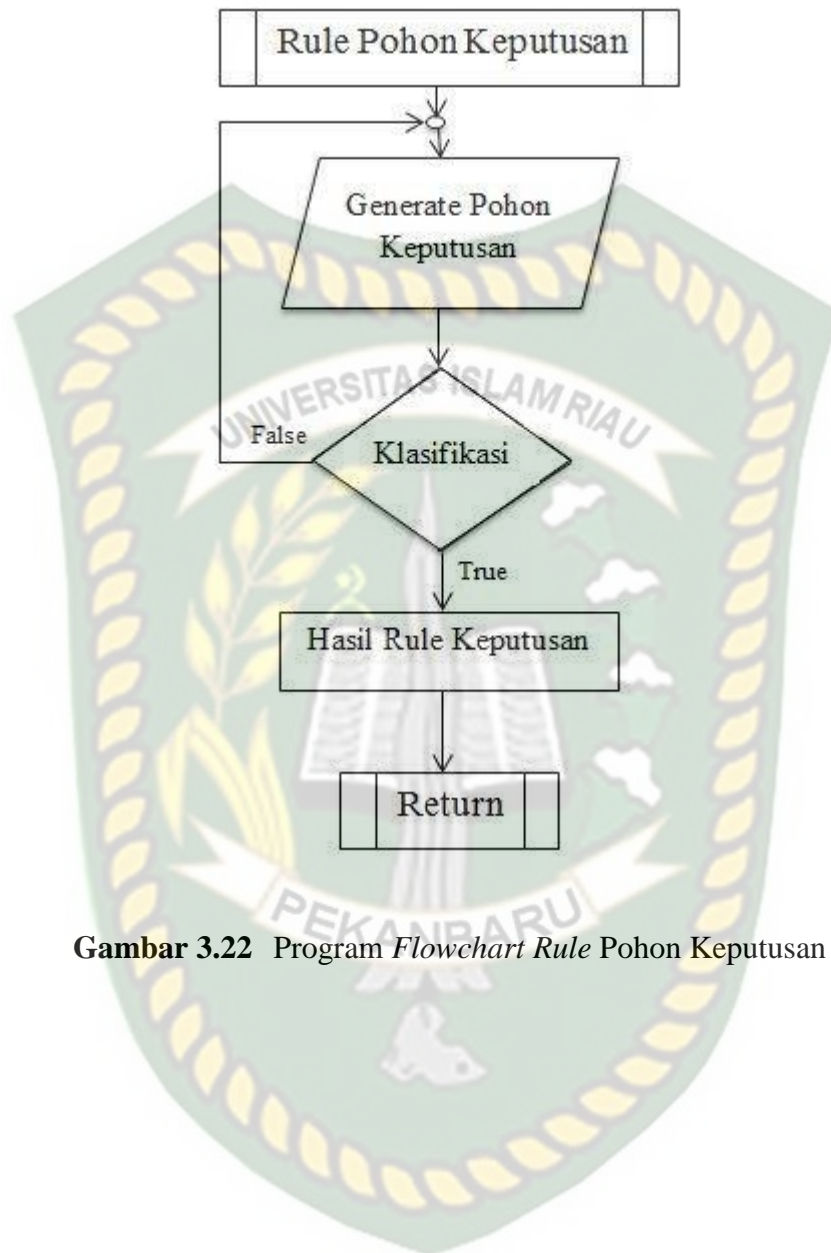 Rule Pohon Keputusan
Generate Pohon
Keputusan
UNIVERSITAS ISLAM RIAU
False
Klasifikasi
True
Hasil Rule Keputusan
Return
PEKANBARU
Gambar 3.22 Program Flowchart Rule Pohon Keputusan